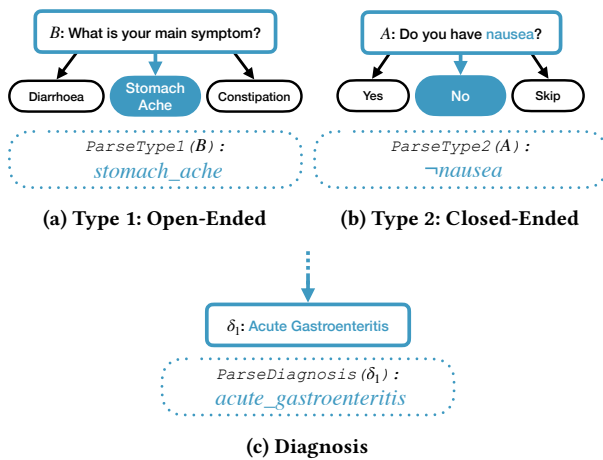 B: What is your main symptom?
Diarrhoea
Stomach
Ache
Constipation
ParseType1(B):
stomach_ache
(a) Type 1: Open-Ended
A: Do you have nausea?
Yes
No
Skip
ParseType2(A):
¬nausea
(b) Type 2: Closed-Ended
δ₁: Acute Gastroenteritis
ParseDiagnosis(δ₁):
acute_gastroenteritis
(c) Diagnosis